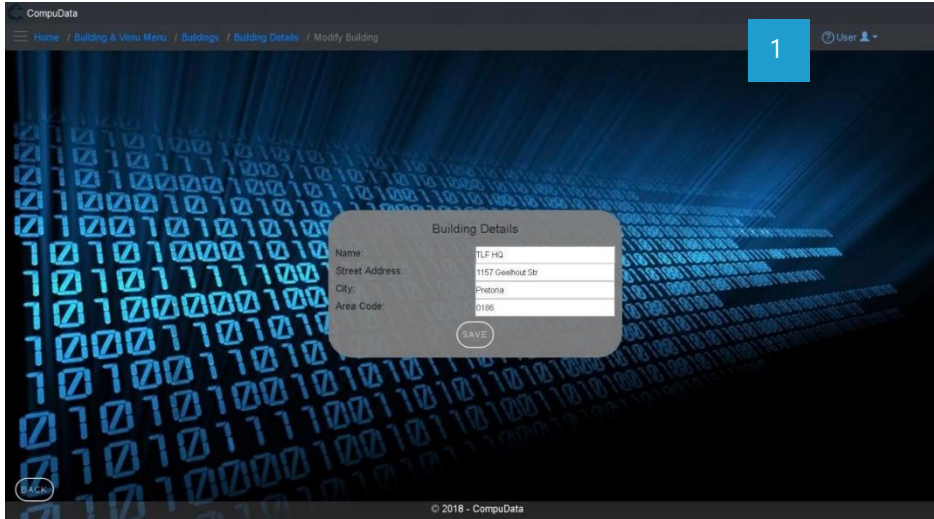 CompuData
Home / Building & Venu Menu / Buildings / Building Details / Modify Building
1
User
Building Details
Name: TLF HQ
Street Address: 1157 Geelhout Str
City: Pretoria
Area Code: 0186
SAVE
BACK
© 2018 - CompuData